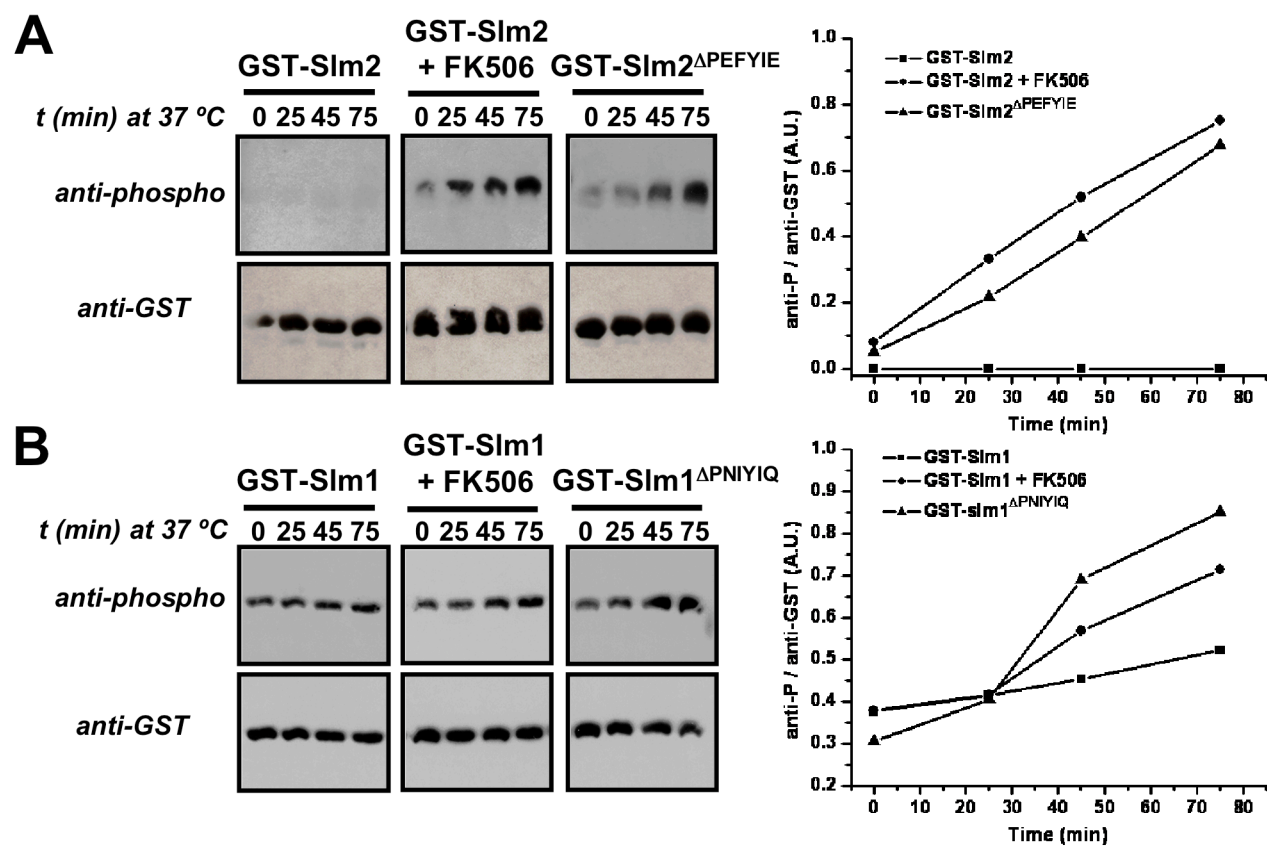 A
GST-Slm2
GST-Slm2
+ FK506
GST-Slm2ΔPEFYIE
t (min) at 37 ºC
0 25 45 75
0 25 45 75
0 25 45 75
anti-phospho
anti-GST
1.0
0.8
0.6
0.4
0.2
0.0
anti-P / anti-GST (A.U.)
GST-Slm2
GST-Slm2 + FK506
GST-Slm2ΔPEFYIE
0 10 20 30 40 50 60 70 80
Time (min)
B
GST-Slm1
GST-Slm1
+ FK506
GST-Slm1ΔPNIYIQ
t (min) at 37 ºC
0 25 45 75
0 25 45 75
0 25 45 75
anti-phospho
anti-GST
1.0
0.9
0.8
0.7
0.6
0.5
0.4
0.3
0.2
anti-P / anti-GST (A.U.)
GST-Slm1
GST-Slm1 + FK506
GST-slm1ΔPNIYIQ
0 10 20 30 40 50 60 70 80
Time (min)